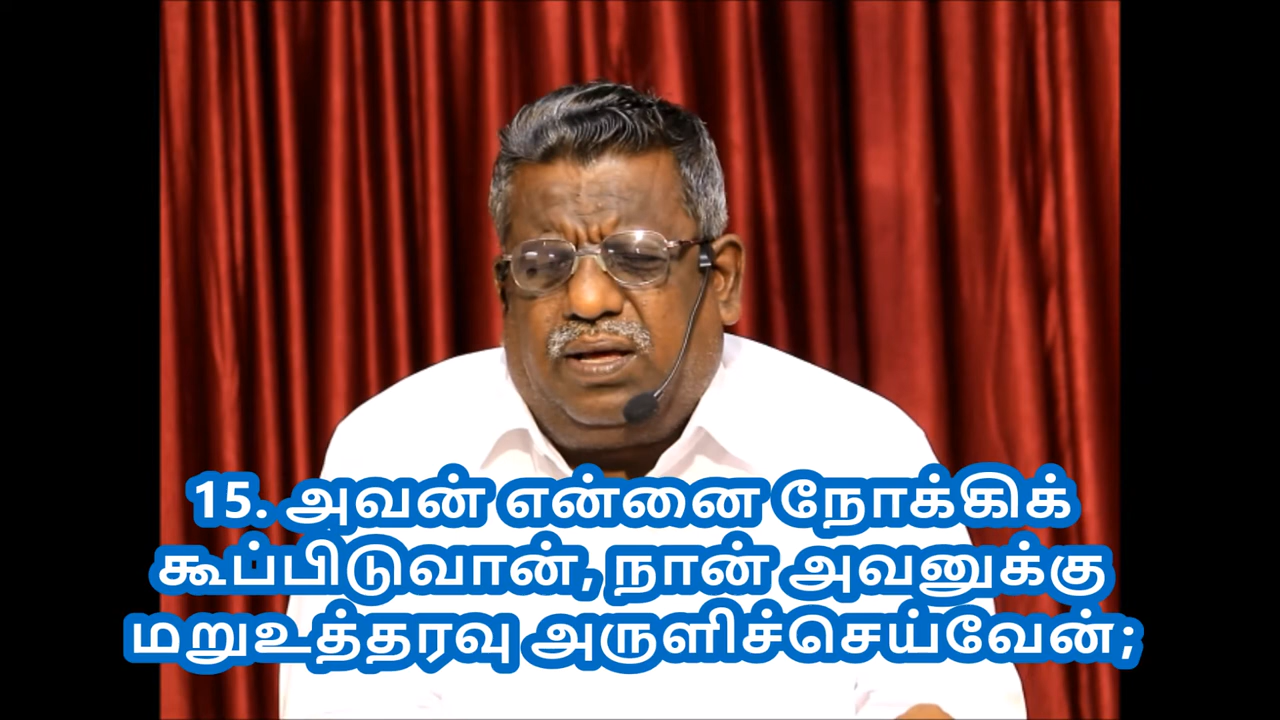 15. அவன் என்னை நோக்கிக்
கூப்பிடுவான், நான் அவனுக்கு
மறுஉத்தரவு அருளிச்செய்வேன்;